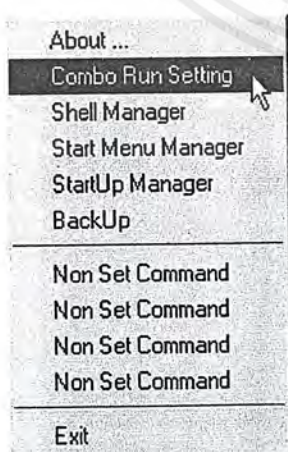 About ...
Combo Run Setting
Shell Manager
Start Menu Manager
StartUp Manager
BackUp
Non Set Command
Non Set Command
Non Set Command
Non Set Command
Exit